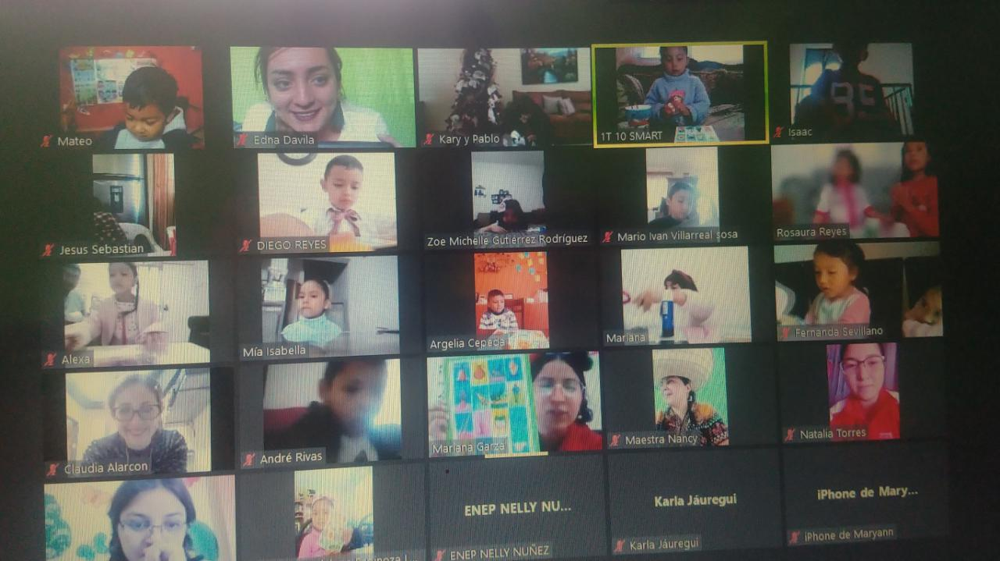 Mateo
Edna Davila
Kary y Pablo
1T 10 SMART
Isaac
Jesus Sebastian
DIEGO REYES
Zoe Michelle Gutiérrez Rodríguez
Mario Ivan Villarreal sosa
Rosaura Reyes
Alexa
Mía Isabella
Argelia Cepeda
Mariana
Fernanda Sevillano
Claudia Alarcon
André Rivas
Mariana Garza
Maestra Nancy
Natalia Torres
ENEP NELLY NU...
Karla Jáuregui
iPhone de Mary...
ENEP NELLY NUÑEZ
Karla Jáuregui
iPhone de Maryann